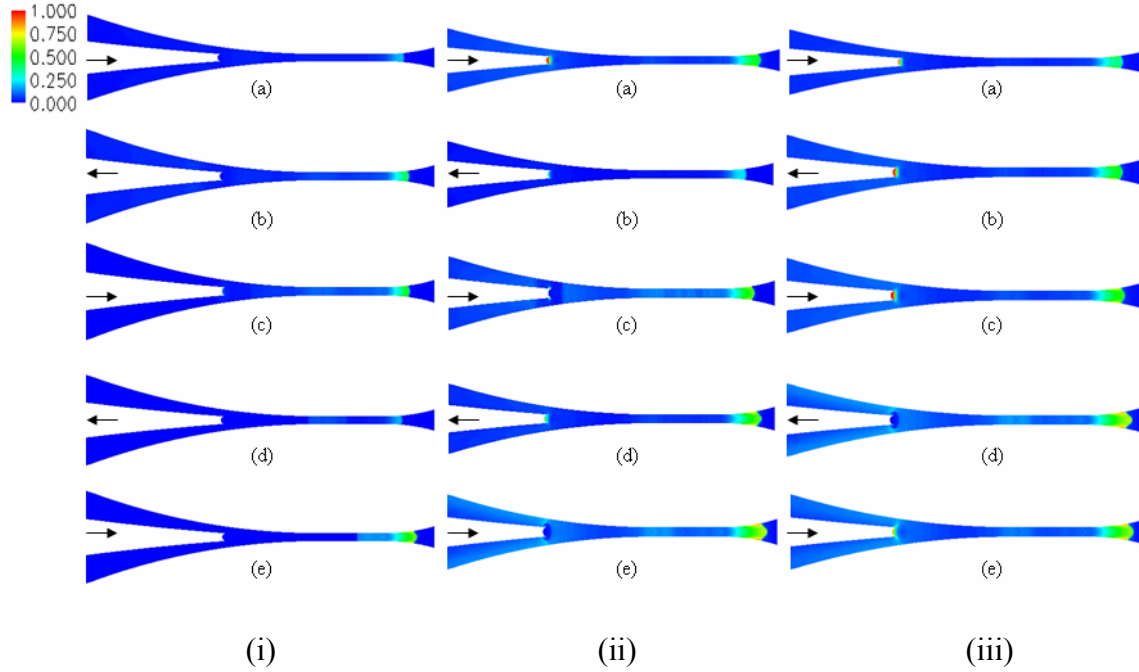 1.000
0.750
0.500
0.250
0.000
(a) (a) (a)
(b) (b) (b)
(c) (c) (c)
(d) (d) (d)
(e) (e) (e)
(i) (ii) (iii)